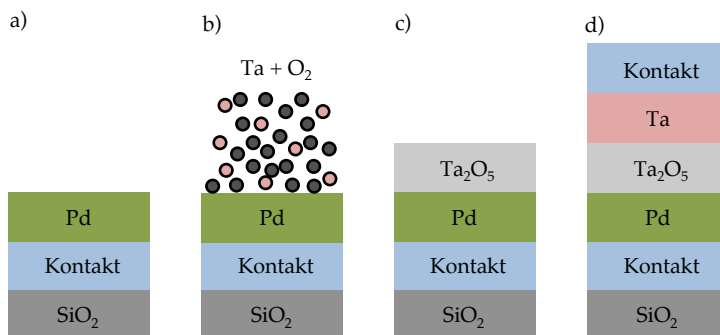 a)
Pd
Kontakt
SiO₂
b)
Ta + O₂
Pd
Kontakt
SiO₂
c)
Ta₂O₅
Pd
Kontakt
SiO₂
d)
Kontakt
Ta
Ta₂O₅
Pd
Kontakt
SiO₂